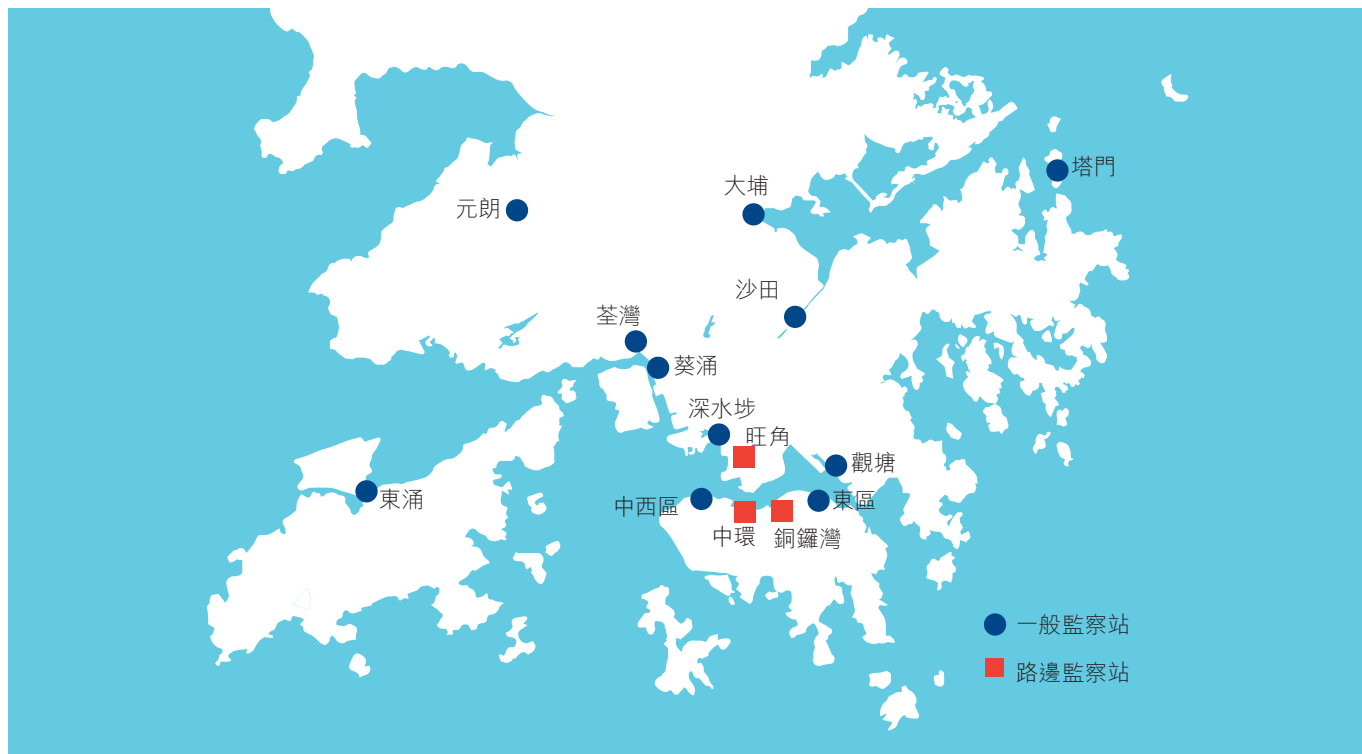 塔門
大埔
元朗
沙田
荃灣
葵涌
深水埗
旺角
觀塘
東涌
中西區
東區
中環
銅鑼灣
一般監察站
路邊監察站